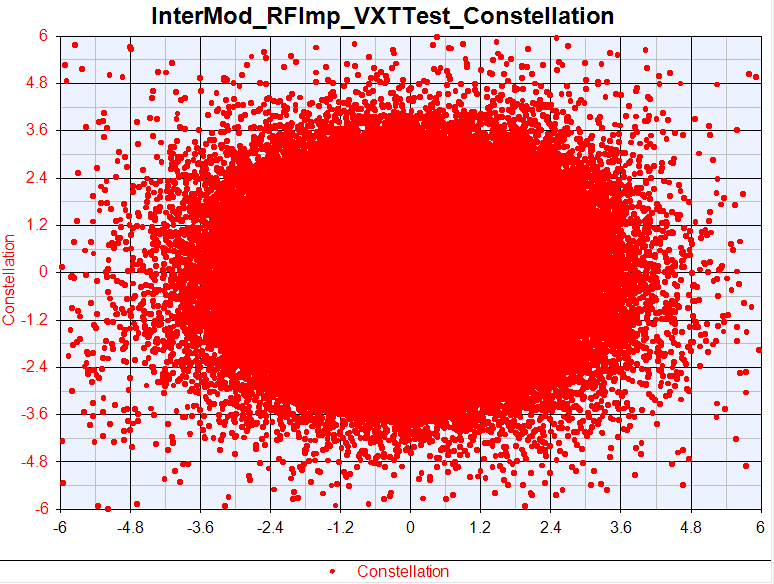 InterMod_RFImp_VXTTest_Constellation
6
4.8
3.6
2.4
1.2
0
-1.2
-2.4
-3.6
-4.8
-6
Constellation
-6 -4.8 -3.6 -2.4 -1.2 0 1.2 2.4 3.6 4.8 6
Constellation